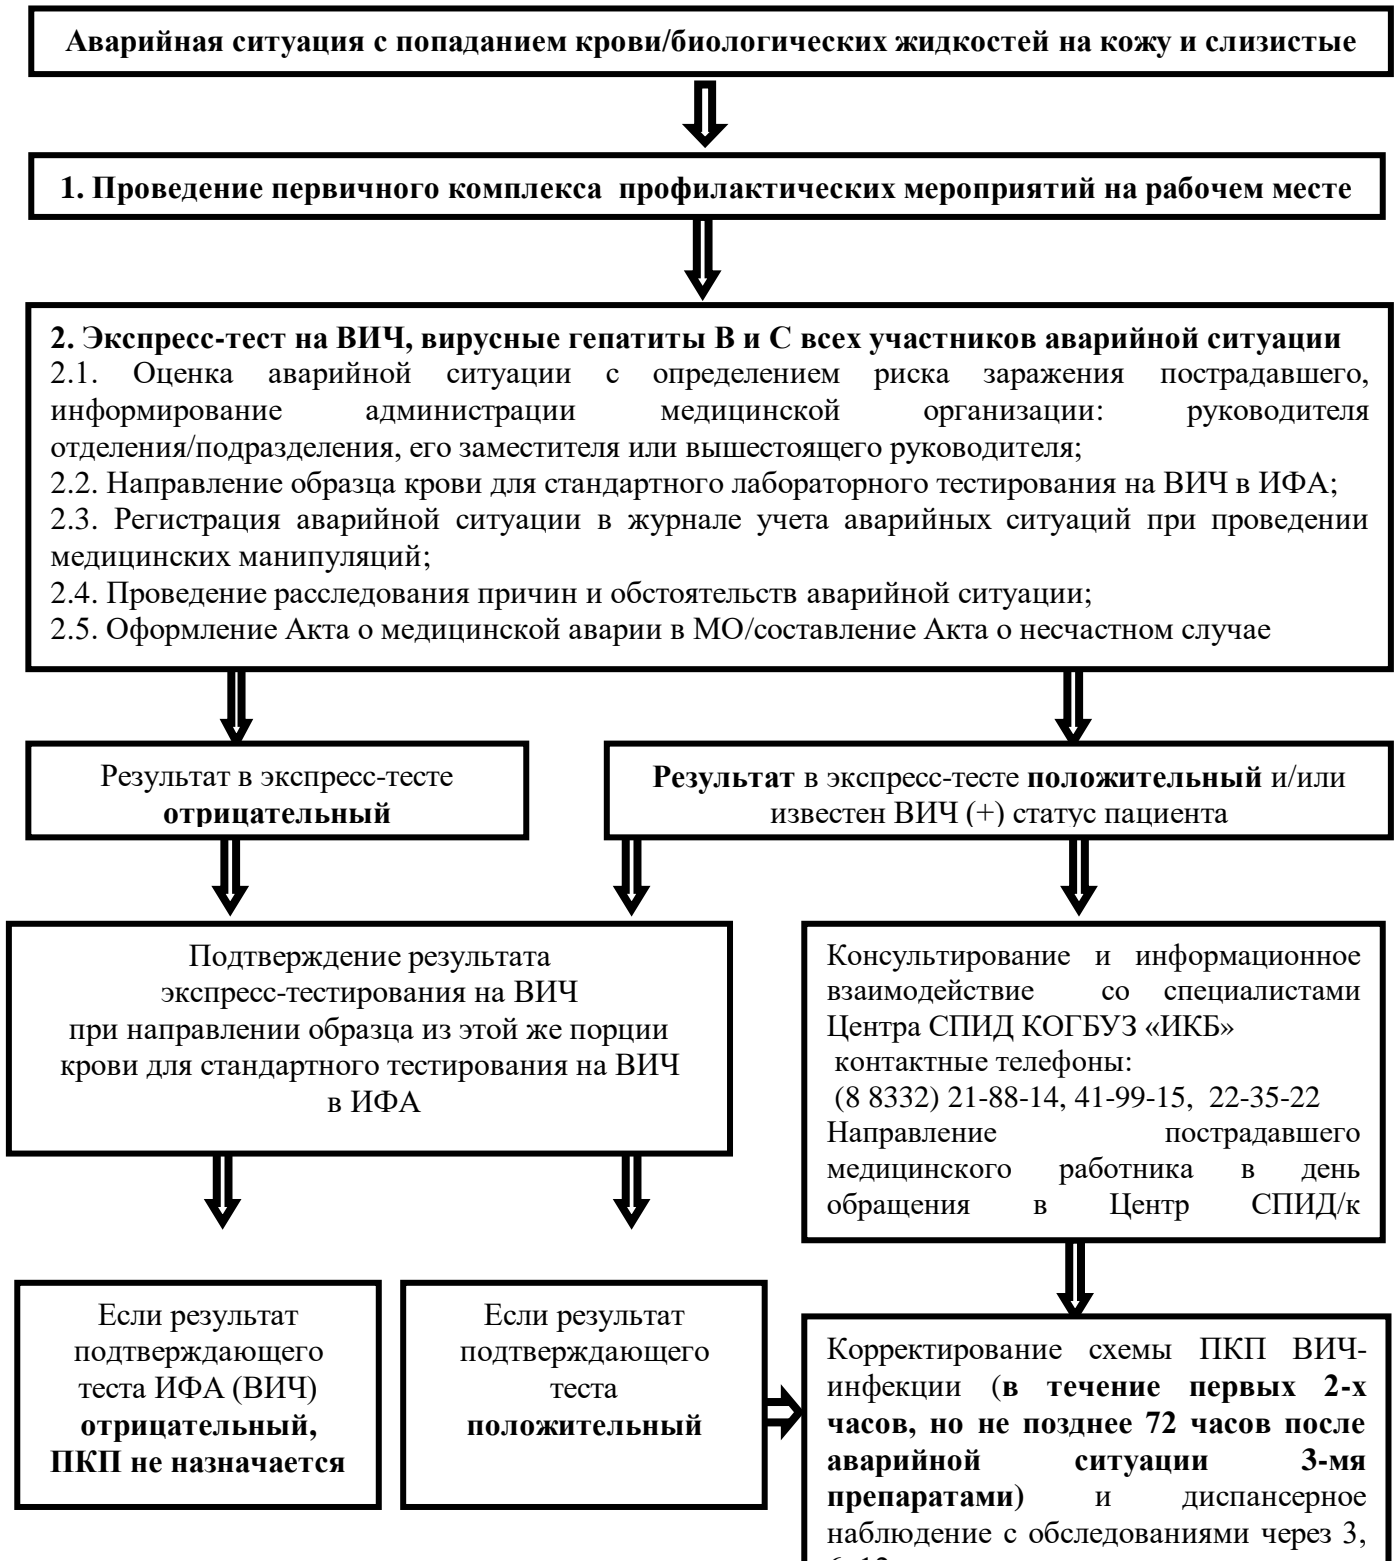 Аварийная ситуация с попаданием крови/биологических жидкостей на кожу и слизистые
1. Проведение первичного комплекса профилактических мероприятий на рабочем месте
2. Экспресс-тест на ВИЧ, вирусные гепатиты В и С всех участников аварийной ситуации
2.1. Оценка аварийной ситуации с определением риска заражения пострадавшего,
информирование администрации медицинской организации: руководителя
отделения/подразделения, его заместителя или вышестоящего руководителя;
2.2. Направление образца крови для стандартного лабораторного тестирования на ВИЧ в ИФА;
2.3. Регистрация аварийной ситуации в журнале учета аварийных ситуаций при проведении
медицинских манипуляций;
2.4. Проведение расследования причин и обстоятельств аварийной ситуации;
2.5. Оформление Акта о медицинской аварии в МО/составление Акта о несчастном случае
Результат в экспресс-тесте
отрицательный
Результат в экспресс-тесте положительный и/или
известен ВИЧ (+) статус пациента
Подтверждение результата
экспресс-тестирования на ВИЧ
при направлении образца из этой же порции
крови для стандартного тестирования на ВИЧ
в ИФА
Консультирование и информационное
взаимодействие со специалистами
Центра СПИД КОГБУЗ «ИКБ»
контактные телефоны:
(8 8332) 21-88-14, 41-99-15, 22-35-22
Направление пострадавшего
медицинского работника в день
обращения в Центр СПИД/к
Если результат
подтверждающего
теста ИФА (ВИЧ)
отрицательный,
ПКП не назначается
Если результат
подтверждающего
теста
положительный
Корректирование схемы ПКП ВИЧ-
инфекции (в течение первых 2-х
часов, но не позднее 72 часов после
аварийной ситуации 3-мя
препаратами) и диспансерное
наблюдение с обследованиями через 3,